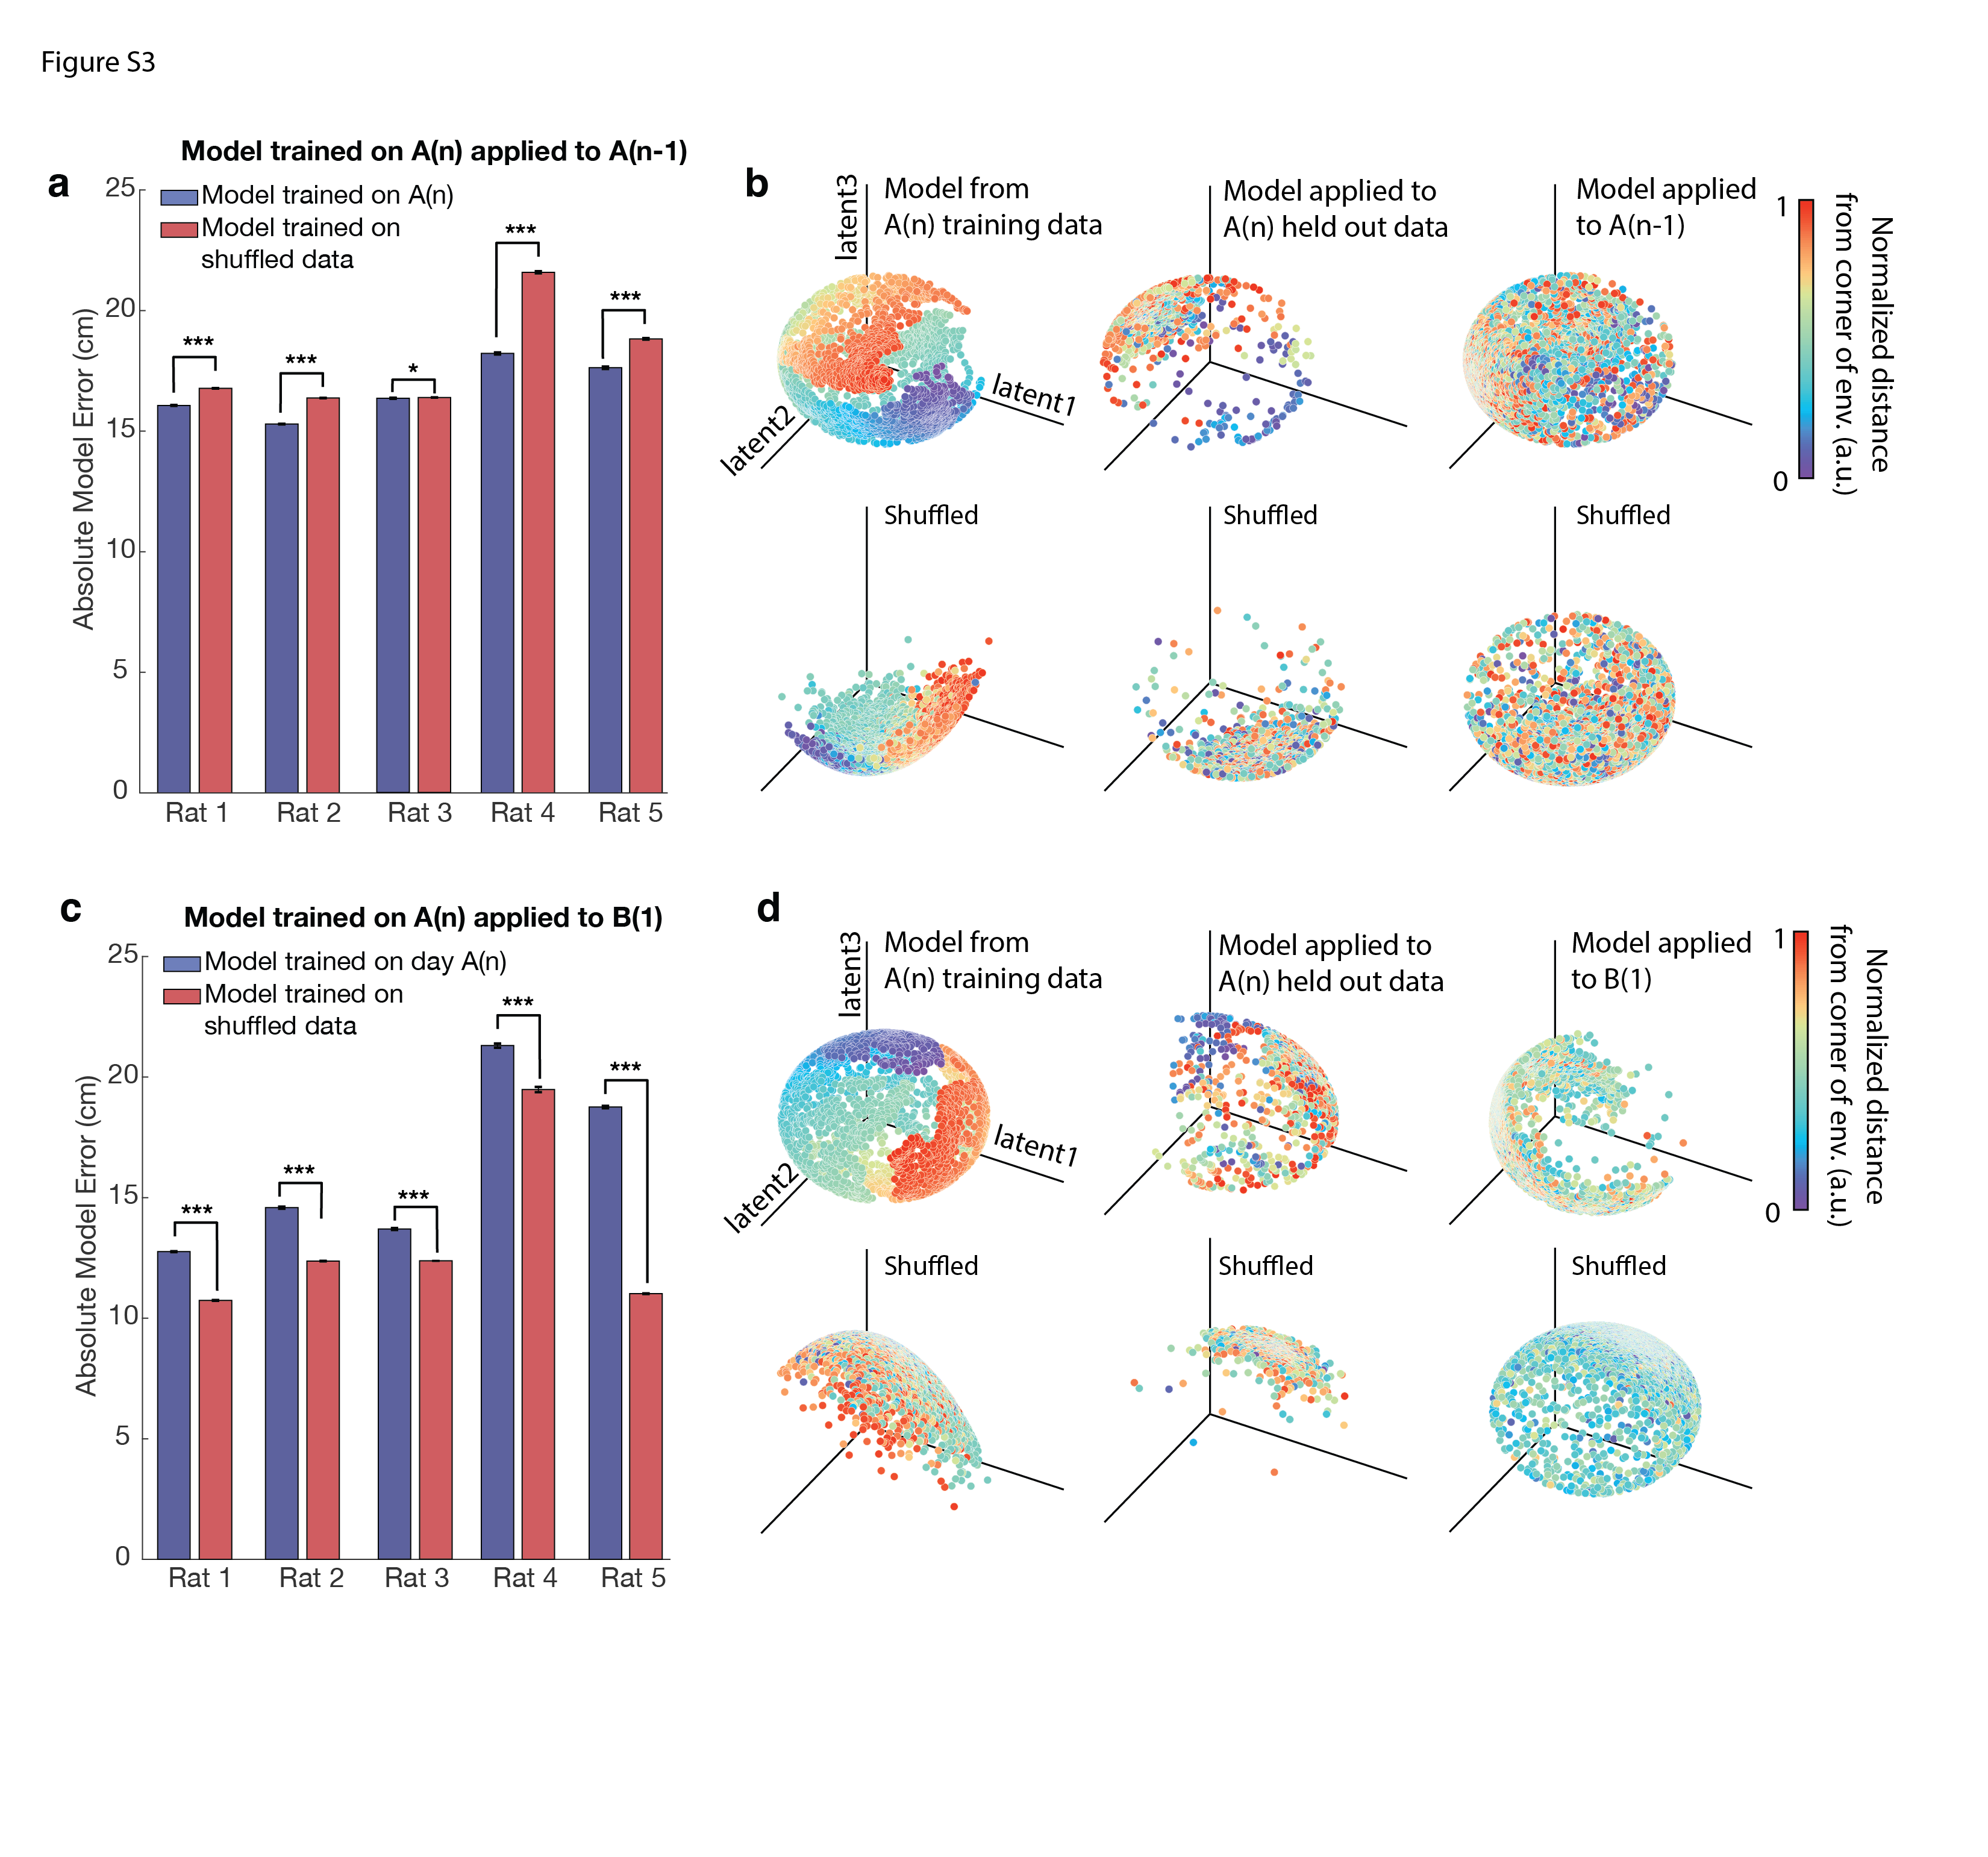 Figure S3
a
Model trained on A(n) applied to A(n-1)
Model trained on A(n)
Model trained on
shuffled data
Absolute Model Error (cm)
25
20
15
10
5
0
***
***
*
***
***
Rat 1
Rat 2
Rat 3
Rat 4
Rat 5
b
latent3
latent2
latent1
Model from
A(n) training data
Model applied to
A(n) held out data
Model applied
to A(n-1)
1
0
Normalized distance
from corner of env. (a.u.)
Shuffled
Shuffled
Shuffled
c
Model trained on A(n) applied to B(1)
Model trained on day A(n)
Model trained on
shuffled data
Absolute Model Error (cm)
25
20
15
10
5
0
***
***
***
***
***
Rat 1
Rat 2
Rat 3
Rat 4
Rat 5
d
latent3
latent2
latent1
Model from
A(n) training data
Model applied to
A(n) held out data
Model applied
to B(1)
1
0
Normalized distance
from corner of env. (a.u.)
Shuffled
Shuffled
Shuffled